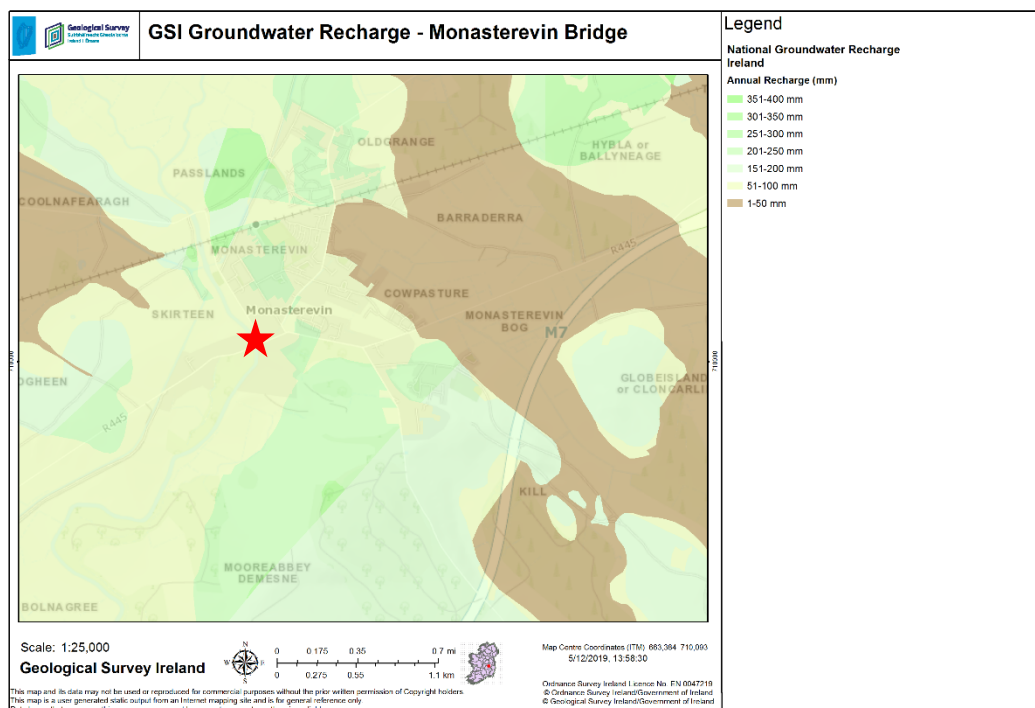 Geological Survey
Suirbhéireacht Gheolaíochta
Ireland | Éireann
GSI Groundwater Recharge - Monasterevin Bridge
Legend
National Groundwater Recharge
Ireland
Annual Recharge (mm)
351-400 mm
301-350 mm
251-300 mm
201-250 mm
151-200 mm
51-100 mm
1-50 mm
OLDGRANGE
HYBLA or
BALLYNEAGE
PASSLANDS
COOLNAFEARAGH
BARRADERRA
R445
MONASTEREVIN
COWPASTURE
SKIRTEEN
Monasterevin
MONASTEREVIN
BOG
M7
OGHEEN
GLOBEISLAND
or CLONCARLI
R445
KILL
MOOREABBEY
DEMESNE
BOLNAGREE
Scale: 1:25,000
Geological Survey Ireland
N
W E
S
0 0.175 0.35 0.7 mi
0 0.275 0.55 1.1 km
Map Centre Coordinates (ITM) 663,364 710,093
5/12/2019, 13:58:30
Ordnance Survey Ireland Licence No. EN 0047219
© Ordnance Survey Ireland/Government of Ireland
© Geological Survey Ireland/Government of Ireland
This map and its data may not be used or reproduced for commercial purposes without the prior written permission of Copyright holders.
This map is a user generated static output from an Internet mapping site and is for general reference only.